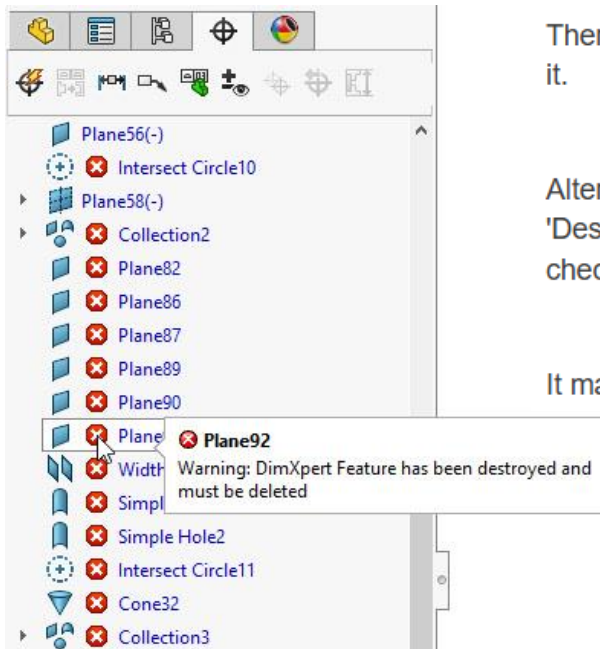 Ther
it.
Plane56(-)
Intersect Circle10
Plane58(-)
Alter
Collection2
'Des
Plane82
chec
Plane86
Plane87
Plane89
It ma
Plane90
Plane
Plane92
Warning: DimXpert Feature has been destroyed and
must be deleted
Width
Simpl
Simple Hole2
Intersect Circle11
Cone32
Collection3